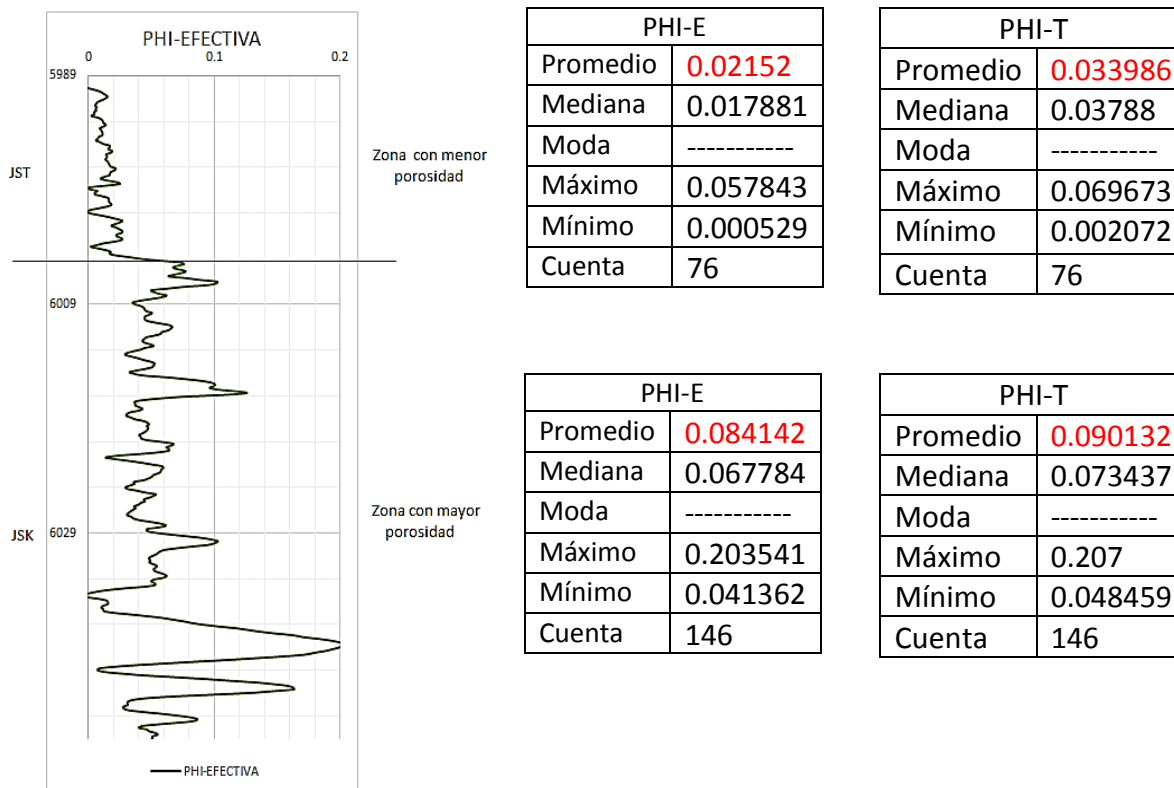 PHI-EFECTIVA
0 0.1 0.2
5989
JST
Zona con menor
porosidad
6009
JSK
6029
Zona con mayor
porosidad
PHI-EFECTIVA
PHI-E
Promedio 0.02152
Mediana 0.017881
Moda -----------
Máximo 0.057843
Mínimo 0.000529
Cuenta 76
PHI-T
Promedio 0.033986
Mediana 0.03788
Moda -----------
Máximo 0.069673
Mínimo 0.002072
Cuenta 76
PHI-E
Promedio 0.084142
Mediana 0.067784
Moda -----------
Máximo 0.203541
Mínimo 0.041362
Cuenta 146
PHI-T
Promedio 0.090132
Mediana 0.073437
Moda -----------
Máximo 0.207
Mínimo 0.048459
Cuenta 146